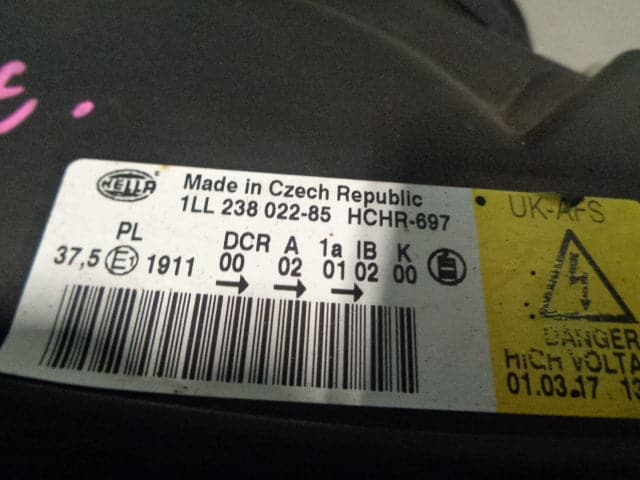 HELLA
Made in Czech Republic
1LL 238 022-85 HCHR-697
PL DCR A 1a IB K
37,5 E1 1911 00 02 01 02 00
→ → →
UK-AFS
DANGER
HIGH VOLTA
01.03.17 13